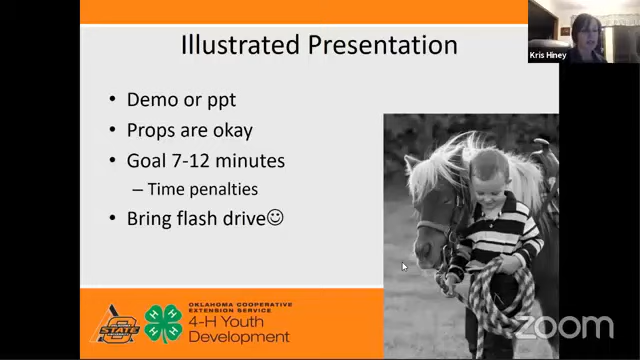 Illustrated Presentation
Kris Hiney
• Demo or ppt
• Props are okay
• Goal 7-12 minutes
– Time penalties
• Bring flash drive☺
OKLAHOMA COOPERATIVE
EXTENSION SERVICE
4-H Youth
Development
STATE
H H H H
zoom